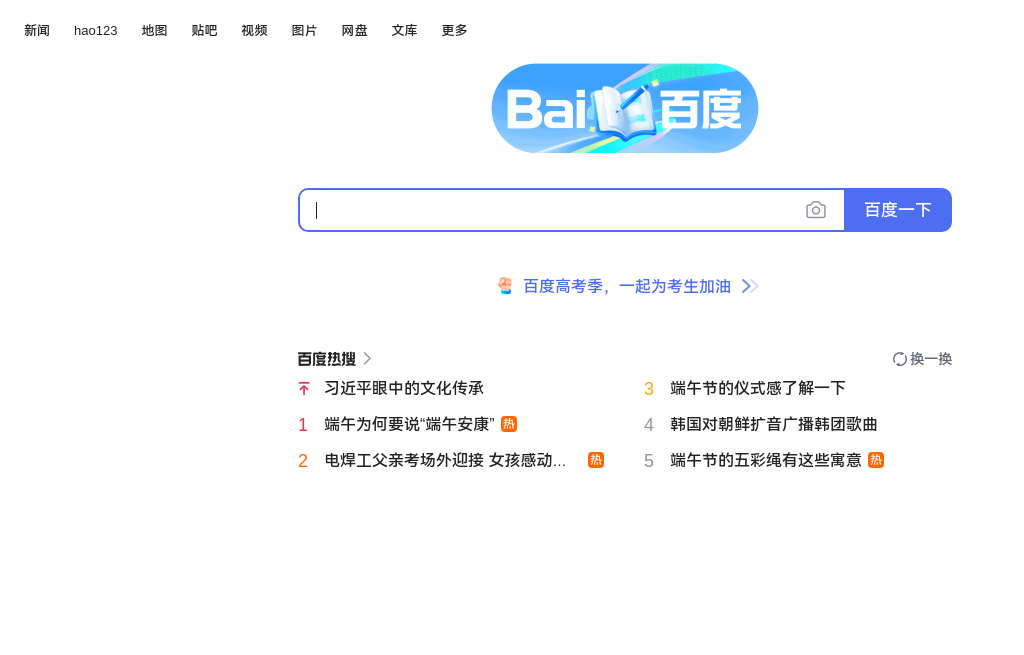 新闻 hao123 地图 贴吧 视频 图片 网盘 文库 更多
Bai 百度
百度一下
百度高考季，一起为考生加油
百度热搜 换一换
习近平眼中的文化传承
3 端午节的仪式感了解一下
1 端午为何要说“端午安康” 热
4 韩国对朝鲜扩音广播韩团歌曲
2 电焊工父亲考场外迎接 女孩感动... 热
5 端午节的五彩绳有这些寓意 热